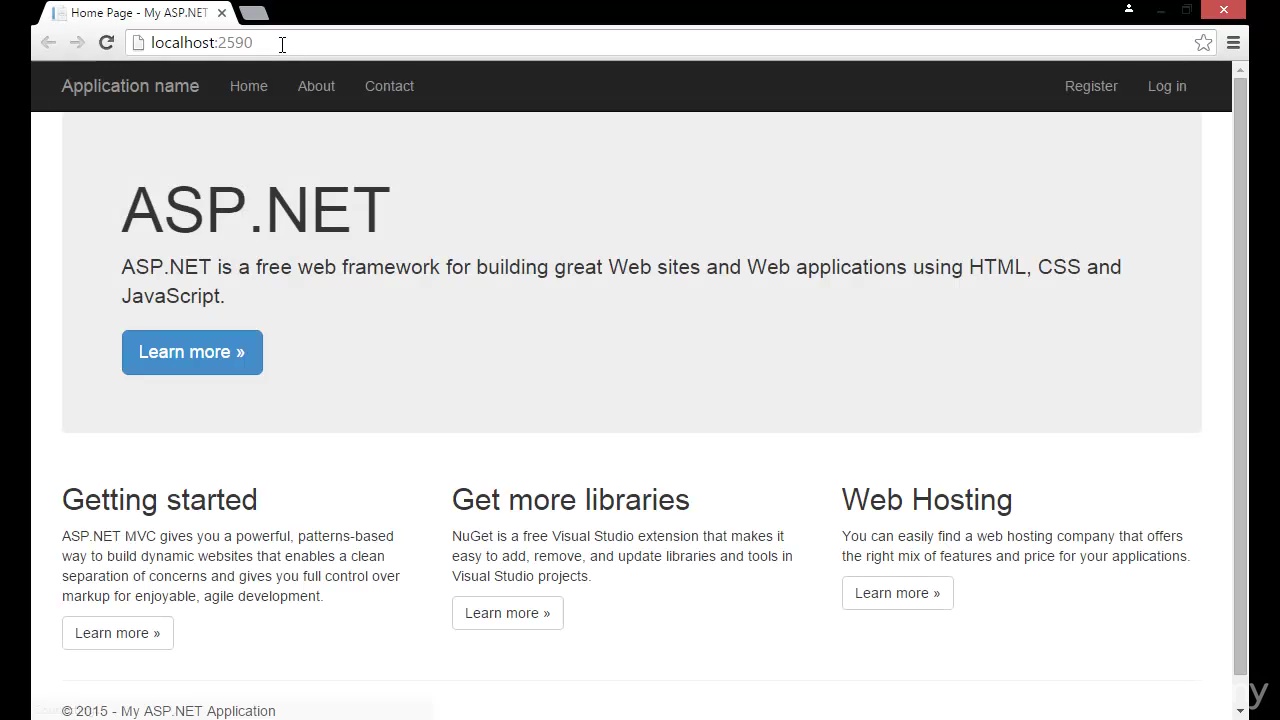 Home Page - My ASP.NET
localhost:2590
Application name Home About Contact Register Log in
ASP.NET
ASP.NET is a free web framework for building great Web sites and Web applications using HTML, CSS and
JavaScript.
Learn more »
Getting started
ASP.NET MVC gives you a powerful, patterns-based
way to build dynamic websites that enables a clean
separation of concerns and gives you full control over
markup for enjoyable, agile development.
Learn more »
Get more libraries
NuGet is a free Visual Studio extension that makes it
easy to add, remove, and update libraries and tools in
Visual Studio projects.
Learn more »
Web Hosting
You can easily find a web hosting company that offers
the right mix of features and price for your applications.
Learn more »
© 2015 - My ASP.NET Application